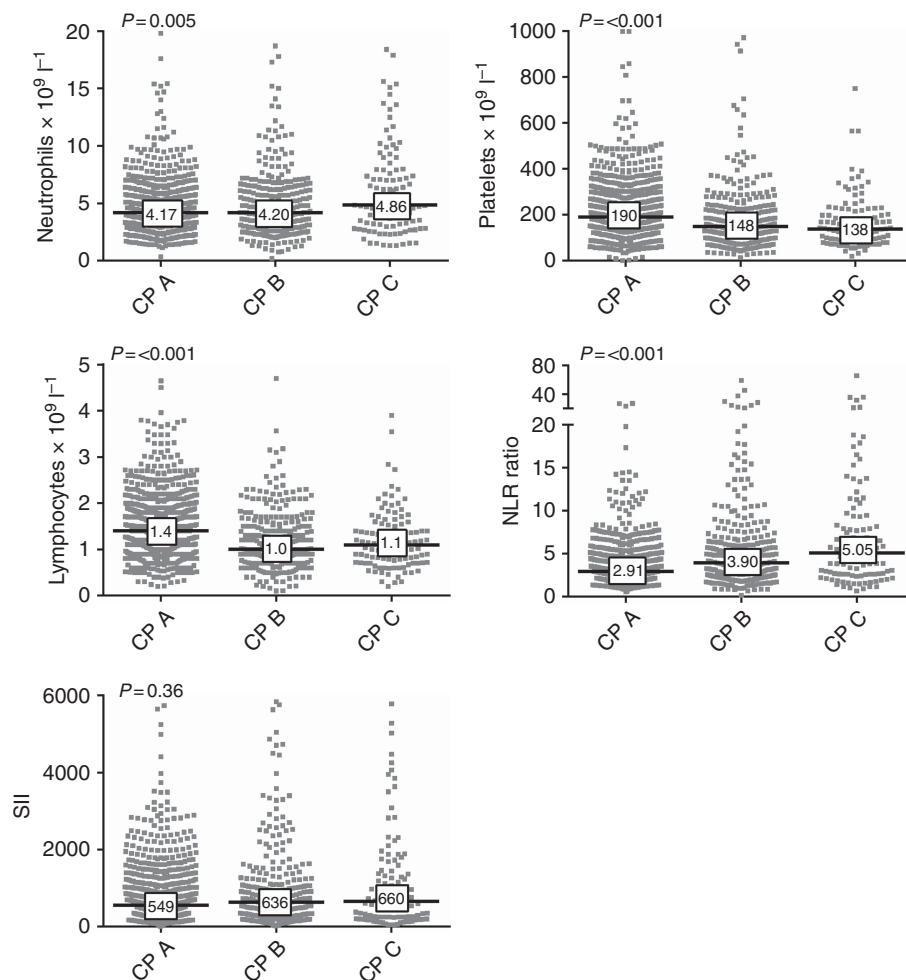 P=0.005
Neutrophils × 10⁹ l⁻¹
20
15
10
5
0
4.17
4.20
4.86
CP A
CP B
CP C
P=<0.001
Platelets × 10⁹ l⁻¹
1000
800
600
400
200
0
190
148
138
CP A
CP B
CP C
P=<0.001
Lymphocytes × 10⁹ l⁻¹
5
4
3
2
1
0
1.4
1.0
1.1
CP A
CP B
CP C
P=<0.001
NLR ratio
80
40
20
15
10
5
0
2.91
3.90
5.05
CP A
CP B
CP C
P=0.36
SII
6000
4000
2000
0
549
636
660
CP A
CP B
CP C